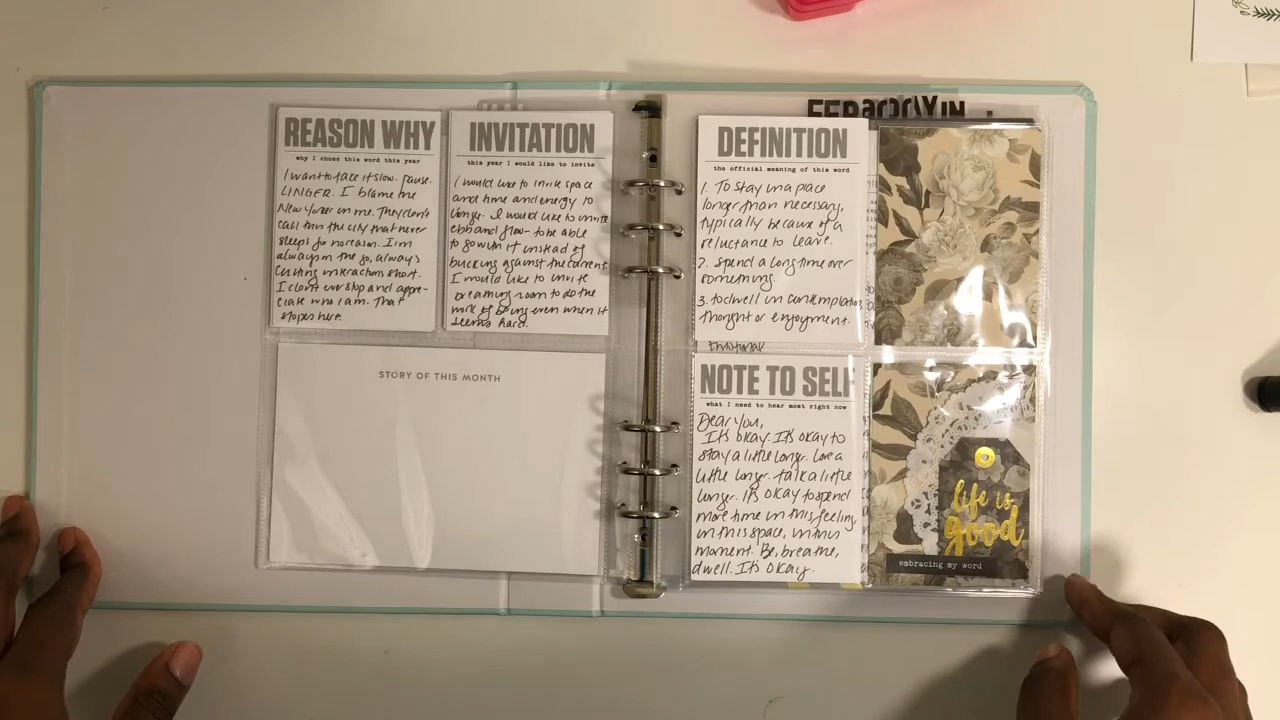 REASON WHY
why I chose this word this year
I want to take it slow. Pause.
LINGER. I blame the
New Yorker in me. They don't
call this the city that never
sleeps for no reason. I'm
always on the go, always
cutting interactions short.
I don't ever stop and appre-
ciate who I am. That
stopes here.
INVITATION
this year I would like to invite
I would like to invite space
and time and energy to
linger. I would like to invite
ebb and flow - to be able
to go with it instead of
bucking against the current.
I would like to invite
breathing room to do the
work of being even when it
seems hard.
STORY OF THIS MONTH
DEFINITION
the official meaning of this word
1. To stay in a place
longer than necessary,
typically because of a
reluctance to leave.
2. Spend a long time over
something.
3. to dwell in contemplation,
thought or enjoyment.
Emotional
NOTE TO SELF
what I need to hear most right now
Dear You,
It's okay. It's okay to
stay a little longer. Love a
little longer. talk a little
longer. It's okay to spend
more time in this feeling
in this space, in this
moment. Be, breathe,
dwell. It's okay.
life is
good
embracing my word